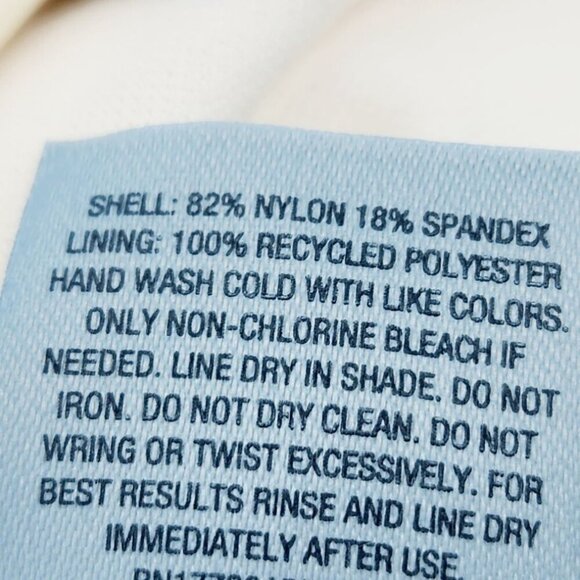 SHELL: 82% NYLON 18% SPANDEX
LINING: 100% RECYCLED POLYESTER
HAND WASH COLD WITH LIKE COLORS.
ONLY NON-CHLORINE BLEACH IF
NEEDED. LINE DRY IN SHADE. DO NOT
IRON. DO NOT DRY CLEAN. DO NOT
WRING OR TWIST EXCESSIVELY. FOR
BEST RESULTS RINSE AND LINE DRY
IMMEDIATELY AFTER USE